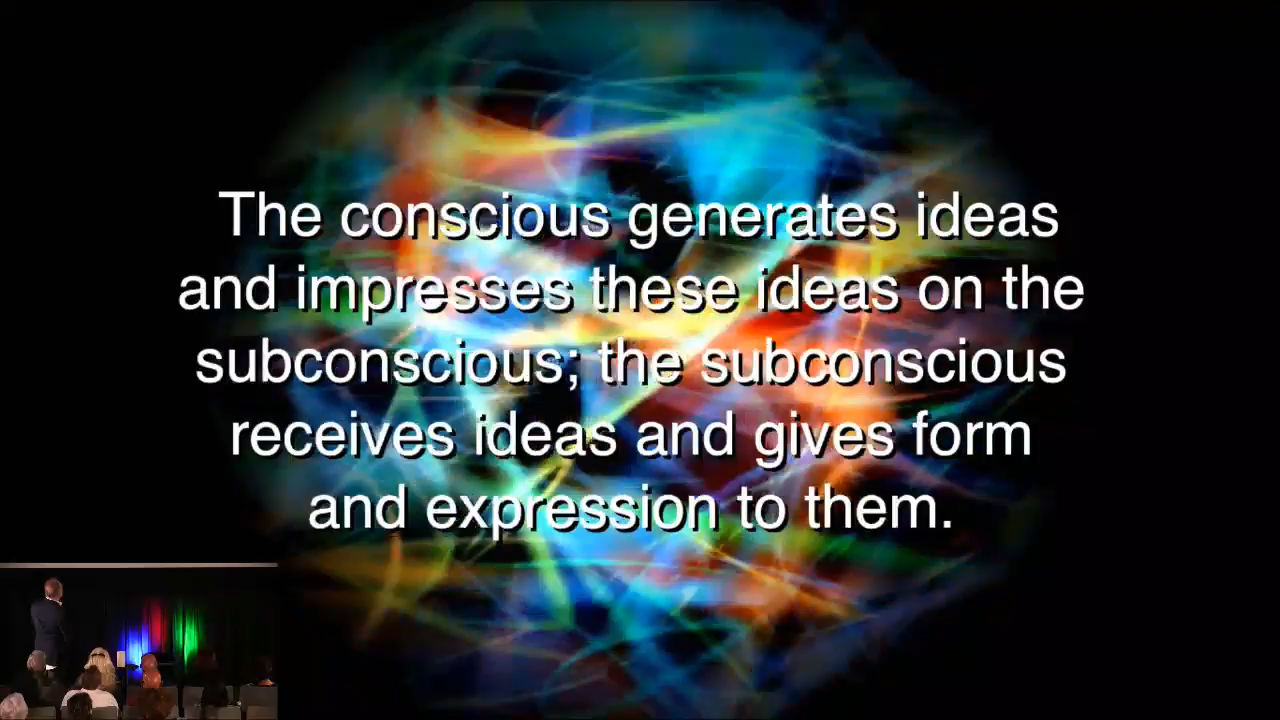 The conscious generates ideas
and impresses these ideas on the
subconscious; the subconscious
receives ideas and gives form
and expression to them.